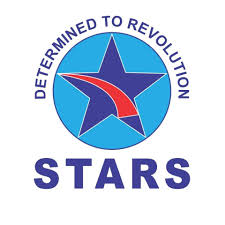 DETERMINED TO REVOLUTION
STARS